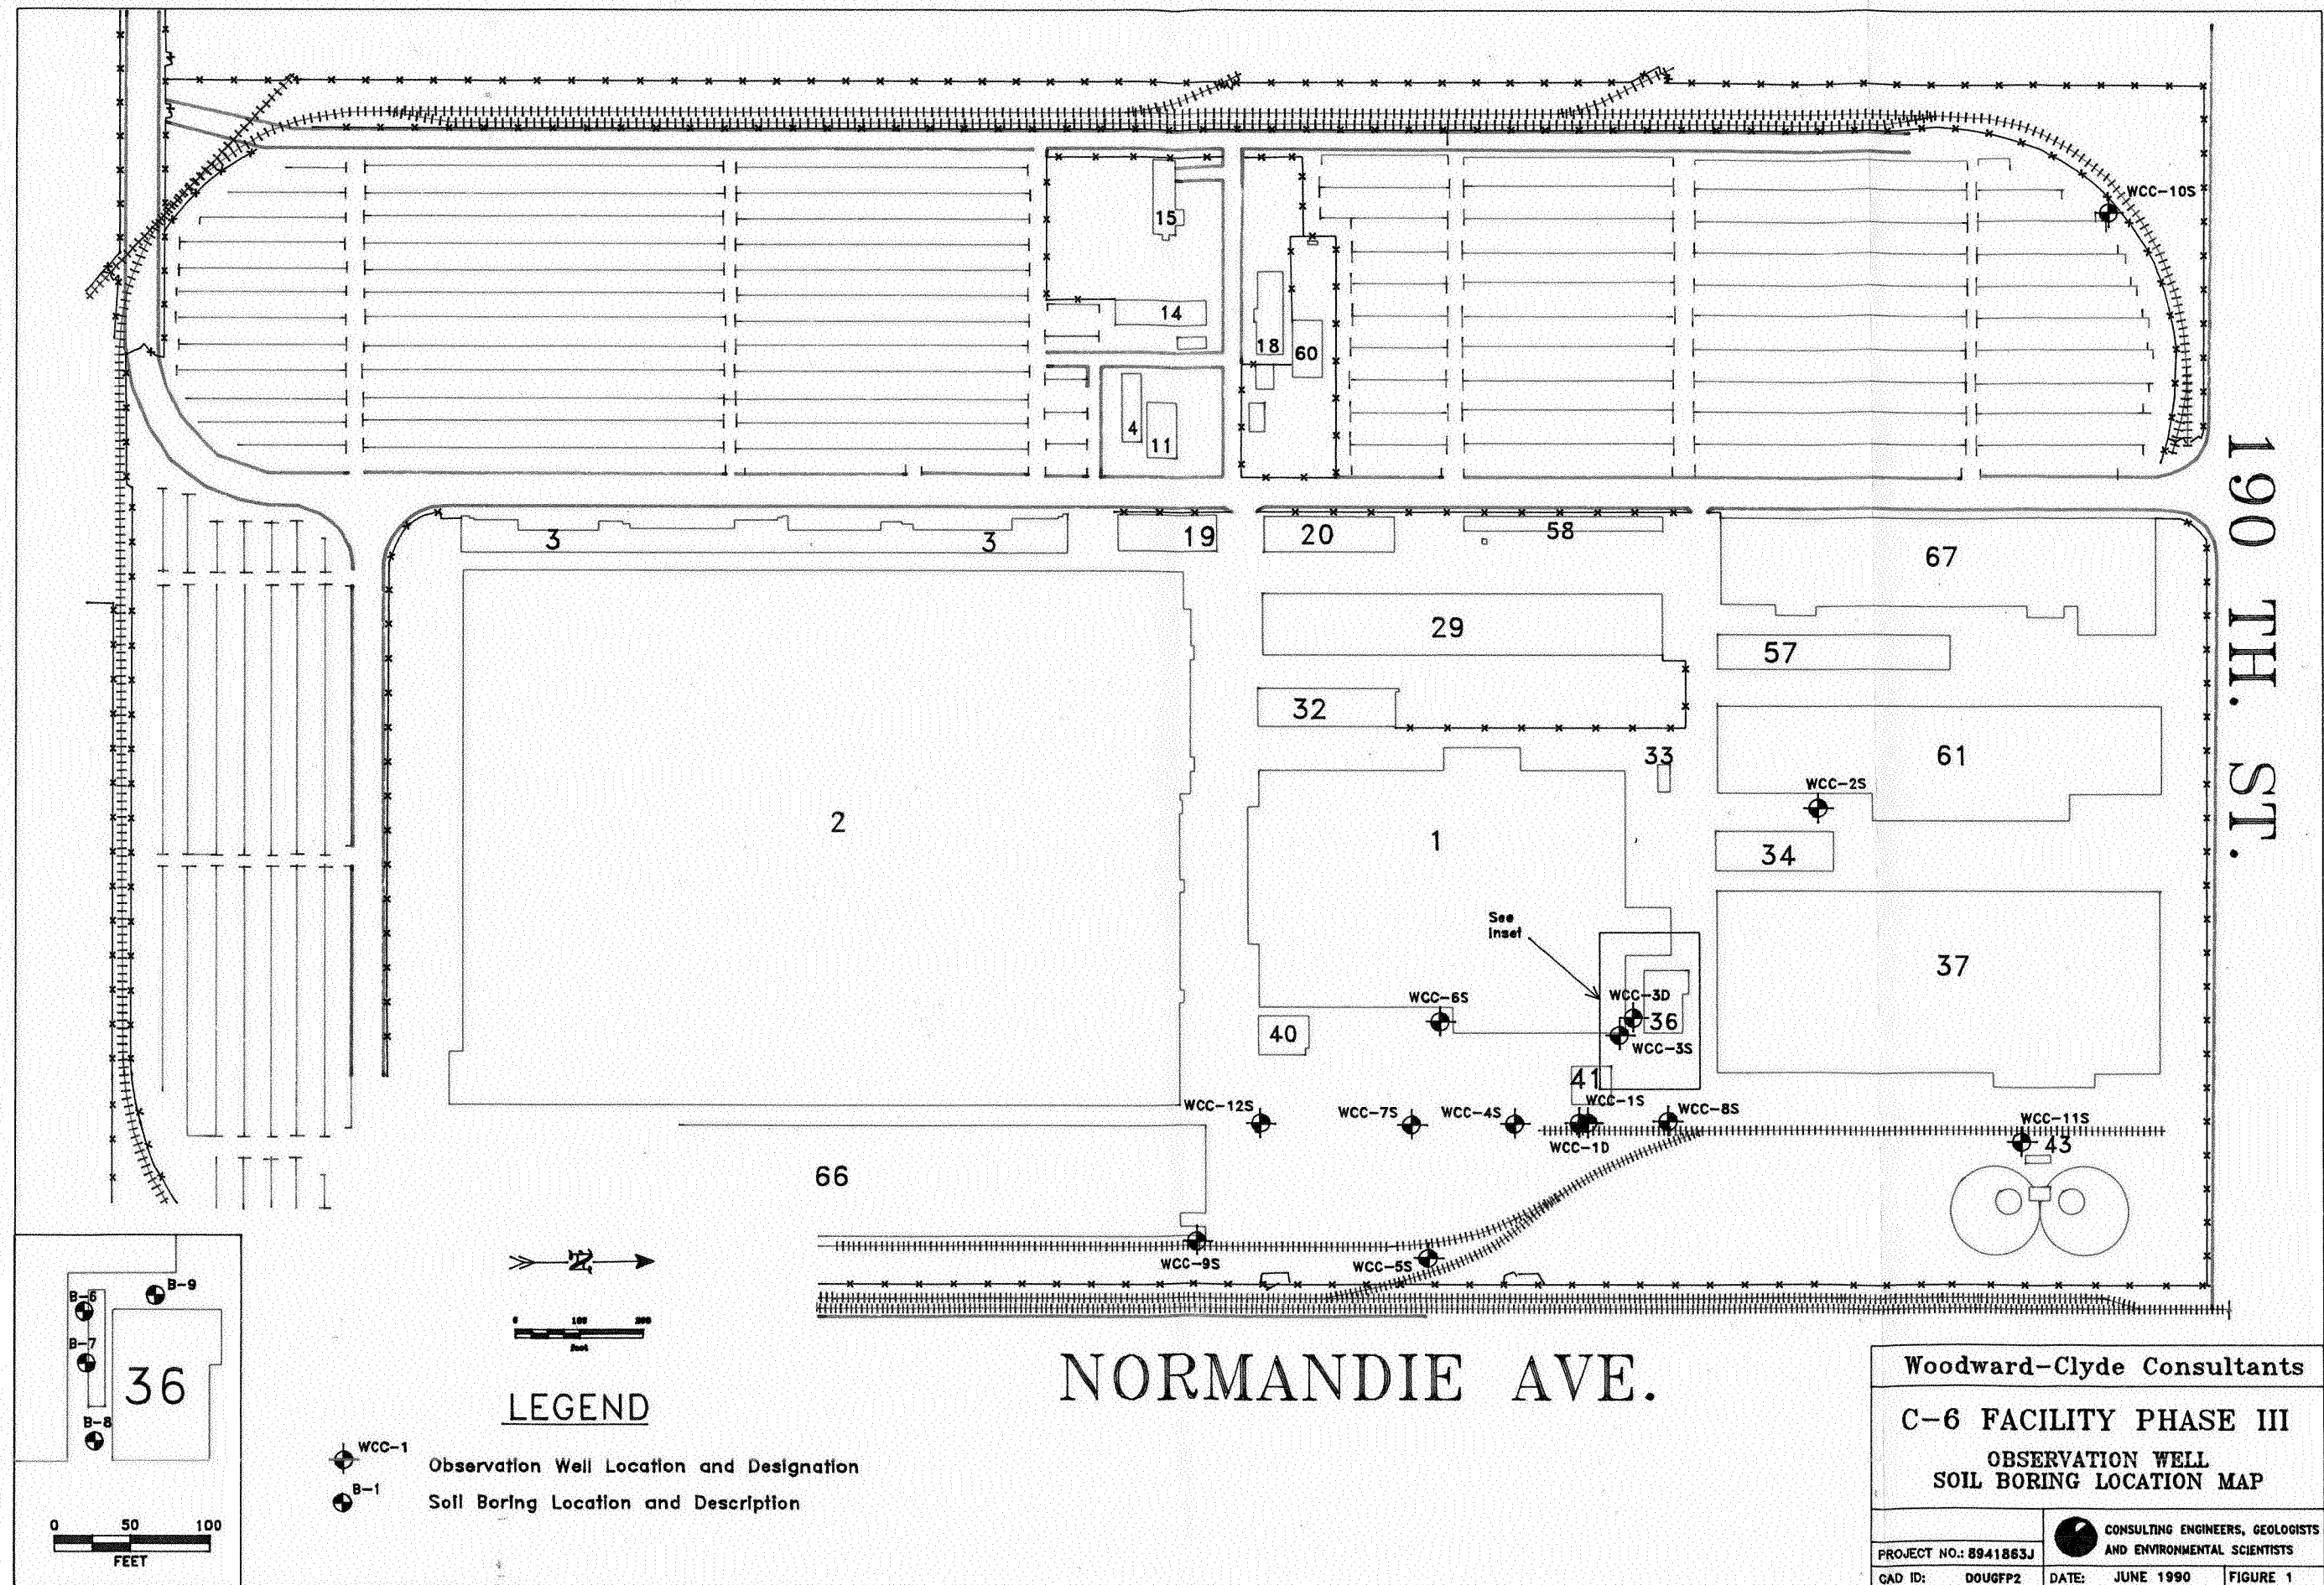 WCC-10S
15
14
18
60
4
11
190 TH. ST.
3
3
19
20
58
67
29
57
32
33
61
WCC-2S
2
1
34
See
Inset
37
WCC-6S
WCC-3D
36
40
WCC-3S
41
WCC-12S
WCC-7S
WCC-4S
WCC-1S
WCC-8S
WCC-1D
WCC-11S
43
66
WCC-9S
WCC-5S
N
B-6
B-9
B-7
36
B-8
0 50 100
FEET
0 100 200
feet
NORMANDIE AVE.
LEGEND
WCC-1
Observation Well Location and Designation
B-1
Soil Boring Location and Description
Woodward-Clyde Consultants
C-6 FACILITY PHASE III
OBSERVATION WELL
SOIL BORING LOCATION MAP
CONSULTING ENGINEERS, GEOLOGISTS
AND ENVIRONMENTAL SCIENTISTS
PROJECT NO.: 8941863J
CAD ID: DOUGFP2
DATE: JUNE 1990
FIGURE 1